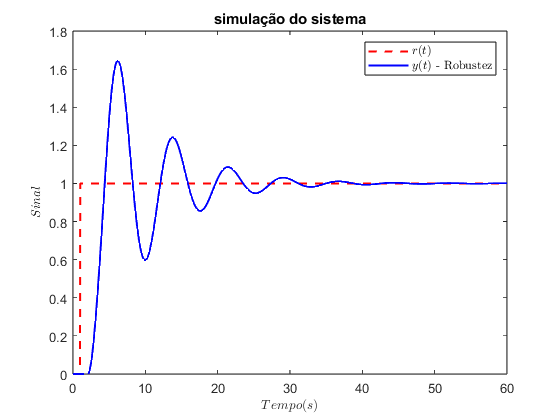 simulação do sistema
r(t)
y(t) - Robustez
1.8
1.6
1.4
1.2
1
0.8
0.6
0.4
0.2
0
Sinal
0 10 20 30 40 50 60
Tempo(s)